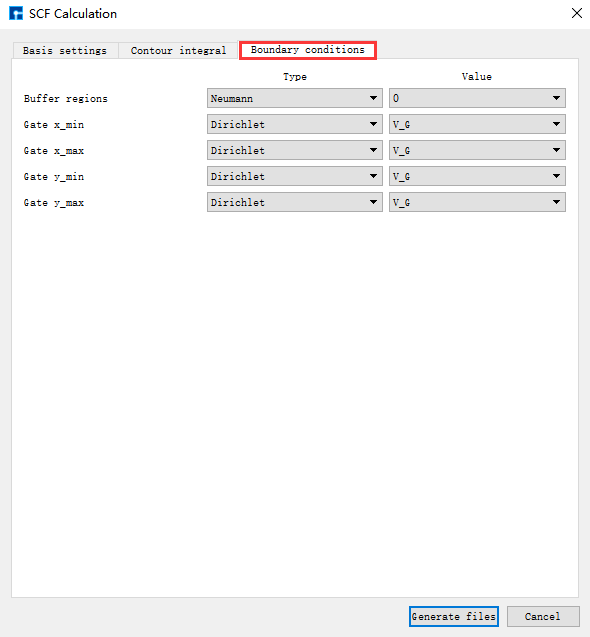 SCF Calculation
Basis settings Contour integral Boundary conditions
Type Value
Buffer regions Neumann 0
Gate x_min Dirichlet V_G
Gate x_max Dirichlet V_G
Gate y_min Dirichlet V_G
Gate y_max Dirichlet V_G
Generate files Cancel